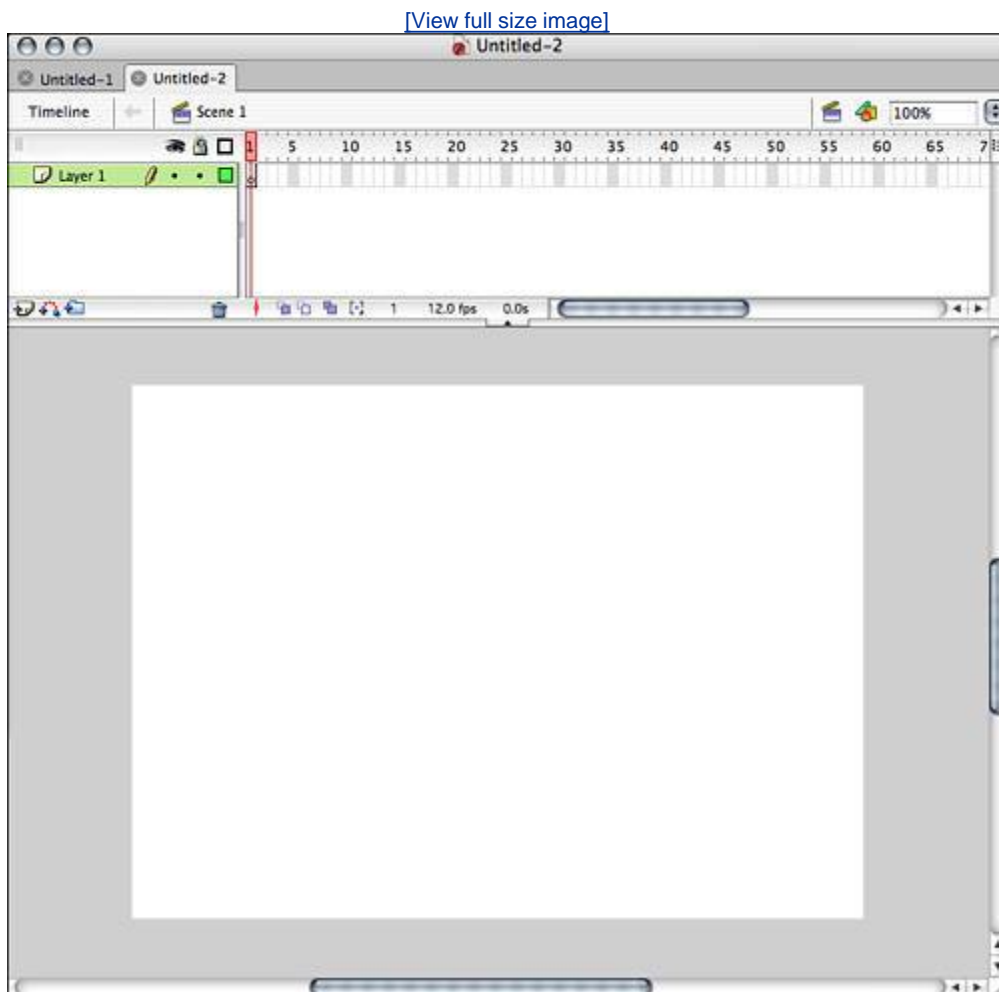 [View full size image]
Untitled-2
Untitled-1 Untitled-2
Timeline Scene 1 100%
1 5 10 15 20 25 30 35 40 45 50 55 60 65 7
Layer 1
1 12.0 fps 0.0s